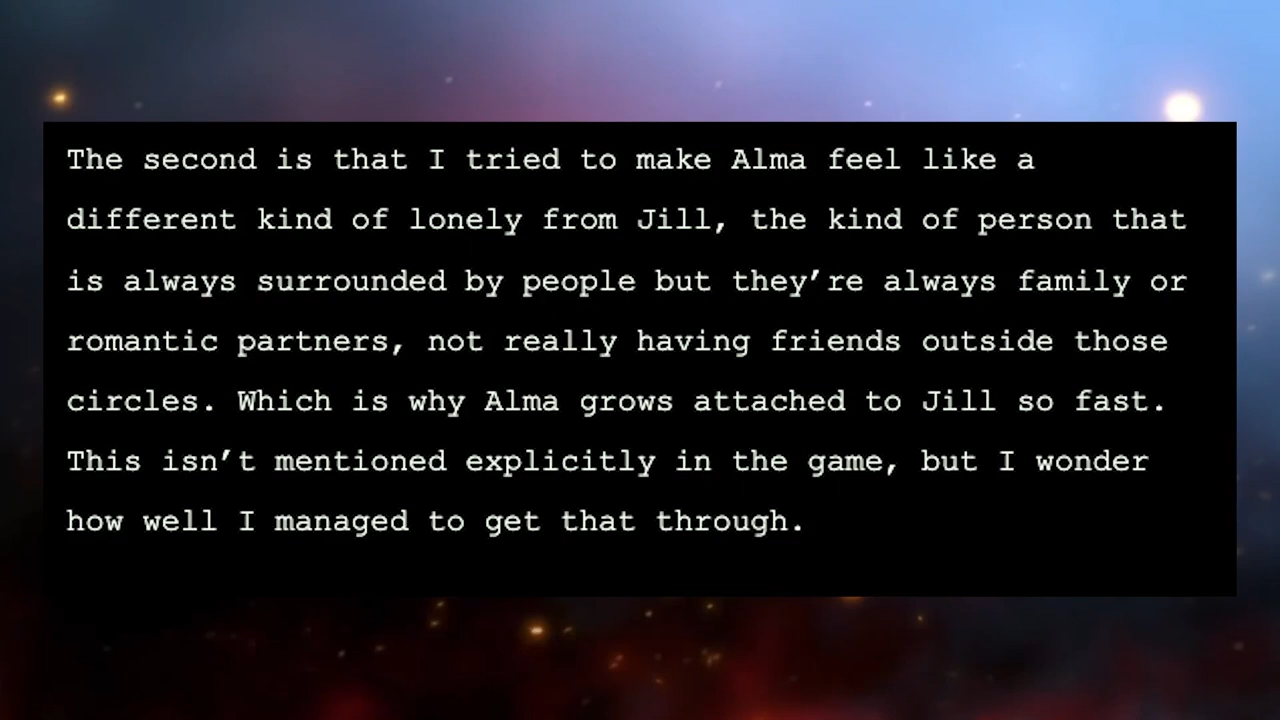 The second is that I tried to make Alma feel like a
different kind of lonely from Jill, the kind of person that
is always surrounded by people but they’re always family or
romantic partners, not really having friends outside those
circles. Which is why Alma grows attached to Jill so fast.
This isn’t mentioned explicitly in the game, but I wonder
how well I managed to get that through.